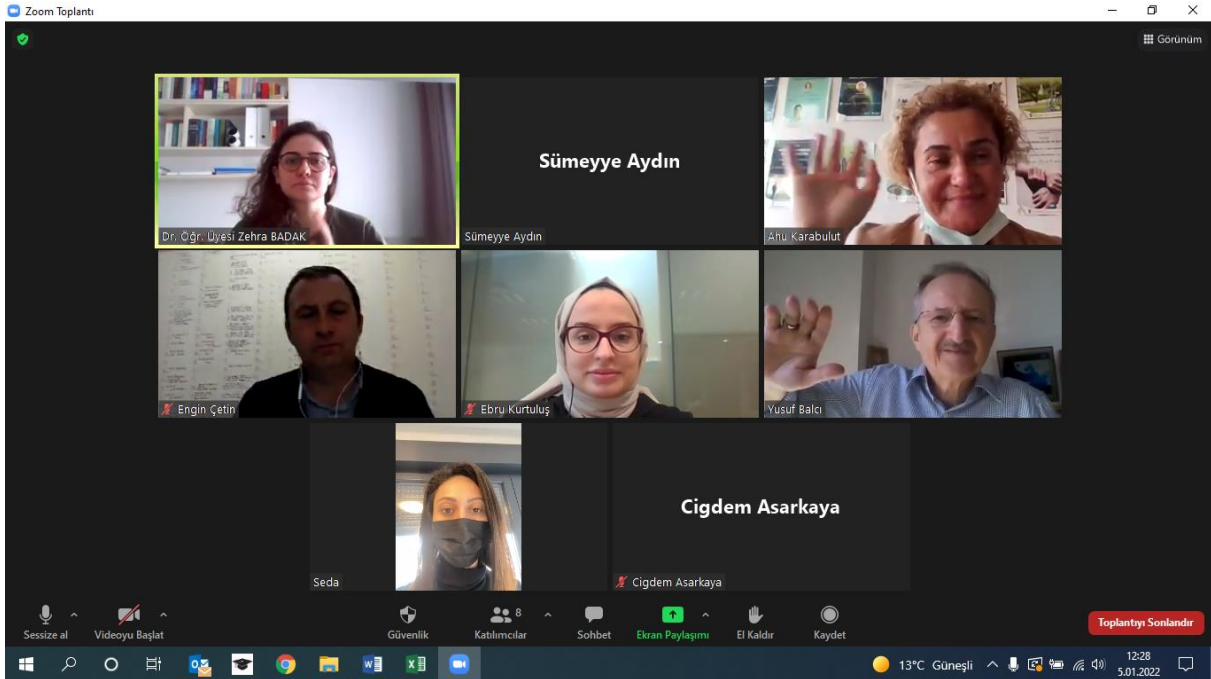 Zoom Toplantı
Görünüm
Sümeyye Aydın
Dr. Öğr. Üyesi Zehra BADAK
Sümeyye Aydın
Ahu Karabulut
Engin Çetin
Ebru Kurtuluş
Yusuf Balcı
Cigdem Asarkaya
Seda
Cigdem Asarkaya
Sessize al
Videoyu Başlat
Güvenlik
8
Katılımcılar
Sohbet
Ekran Paylaşımı
El Kaldır
Kaydet
Toplantıyı Sonlandır
13°C Güneşli
12:28
5.01.2022